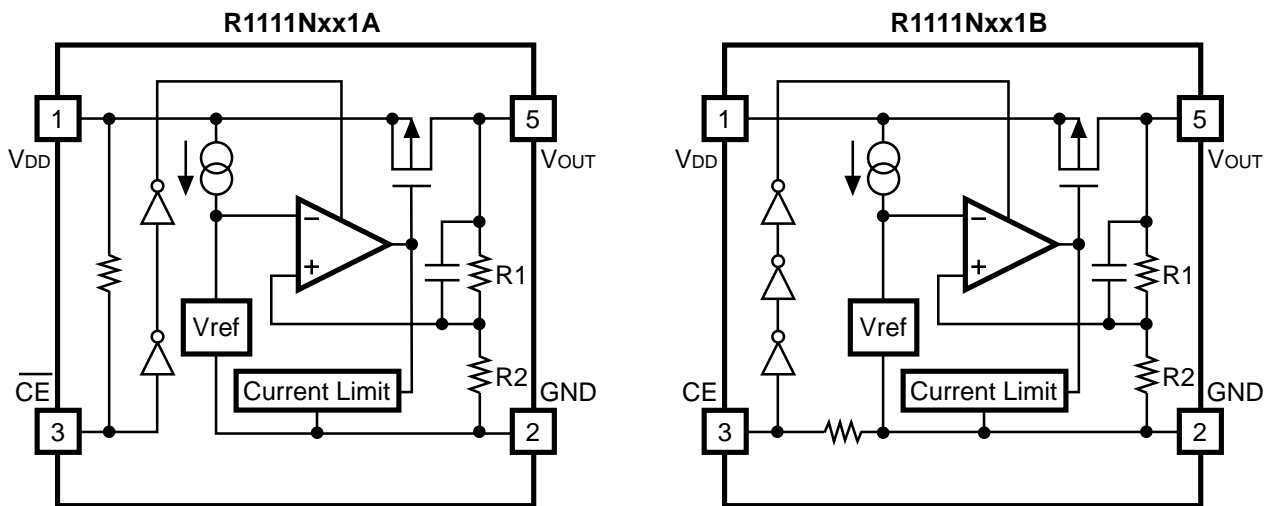 R1111Nxx1A
1
VDD
5
VOUT
−
+
R1
Vref
R2
Current Limit
CE
3
GND
2
R1111Nxx1B
1
VDD
5
VOUT
−
+
R1
Vref
R2
Current Limit
CE
3
GND
2